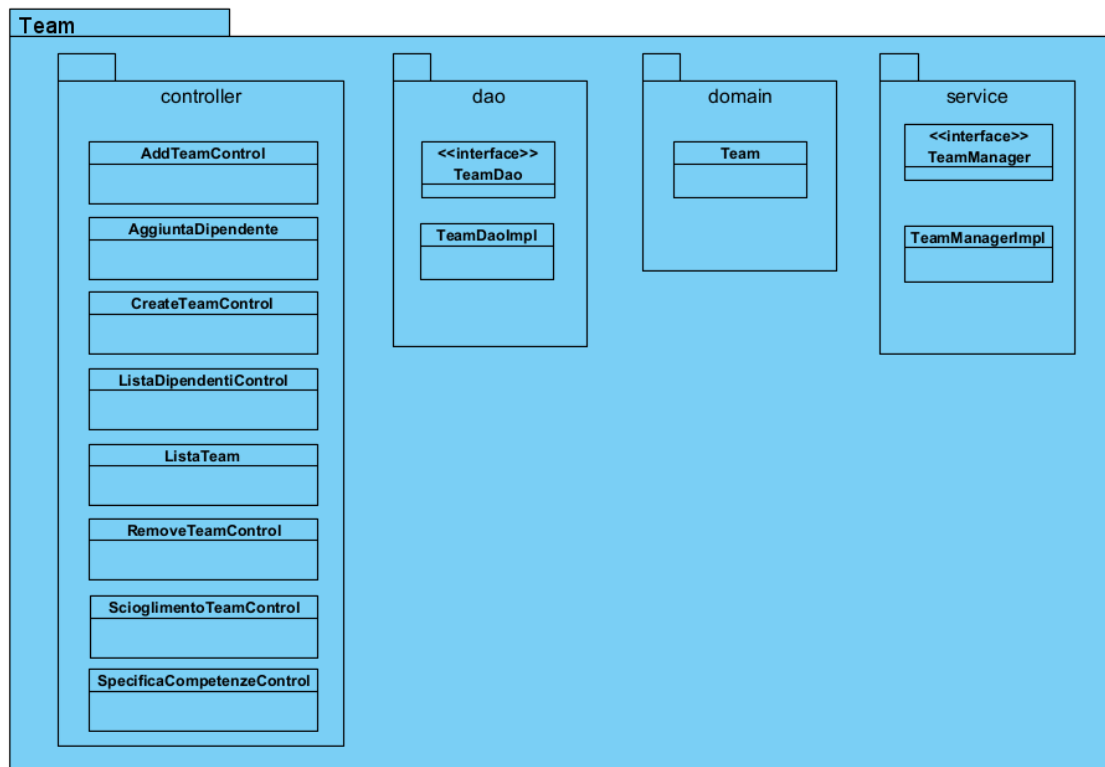 Team
controller
AddTeamControl
AggiuntaDipendente
CreateTeamControl
ListaDipendentiControl
ListaTeam
RemoveTeamControl
ScioglimentoTeamControl
SpecificaCompetenzeControl
dao
<<interface>>
TeamDao
TeamDaoImpl
domain
Team
service
<<interface>>
TeamManager
TeamManagerImpl